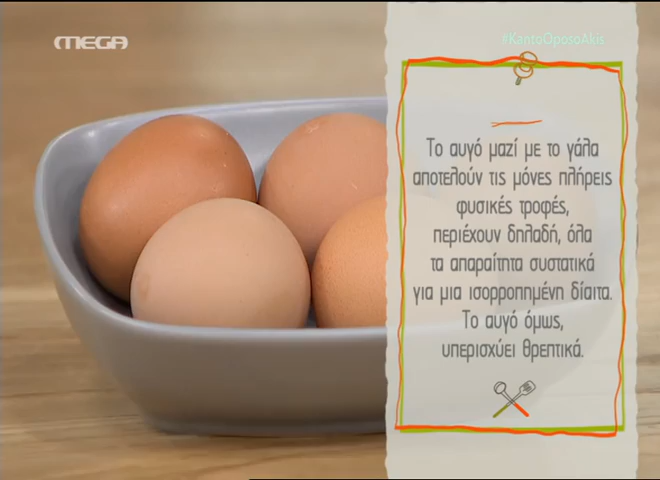 MEGA
#KantoOposoAkis
Το αυγό μαζί με το γάλα
αποτελούν τις μόνες πλήρεις
φυσικές τροφές,
περιέχουν δηλαδή, όλα
τα απαραίτητα συστατικά
για μια ισορροπημένη δίαιτα.
Το αυγό όμως,
υπερισχύει θρεπτικά.